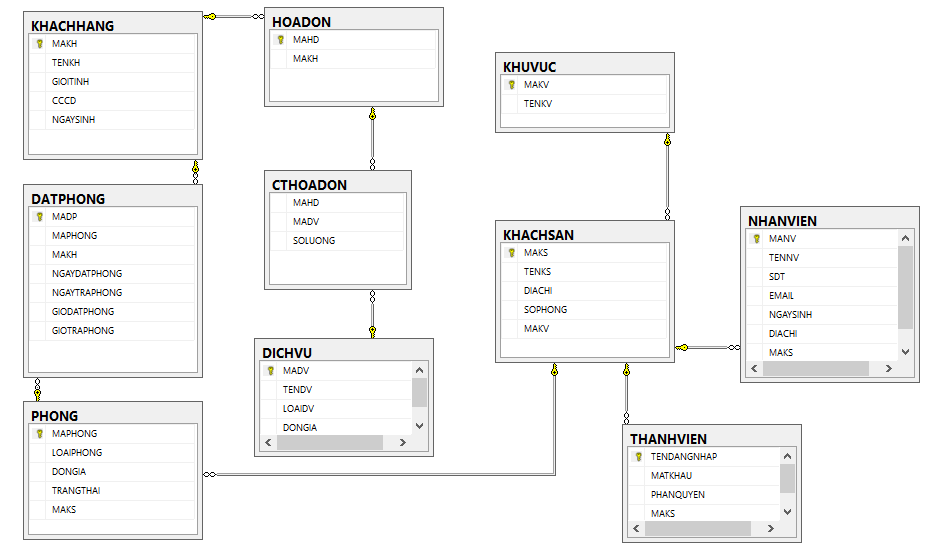 KHACHHANG
MAKH
TENKH
GIOITINH
CCCD
NGAYSINH
HOADON
MAHD
MAKH
KHUVUC
MAKV
TENKV
DATPHONG
MADP
MAPHONG
MAKH
NGAYDATPHONG
NGAYTRAPHONG
GIODATPHONG
GIOTRAPHONG
CTHOADON
MAHD
MADV
SOLUONG
KHACHSAN
MAKS
TENKS
DIACHI
SOPHONG
MAKV
NHANVIEN
MANV
TENNV
SDT
EMAIL
NGAYSINH
DIACHI
MAKS
DICHVU
MADV
TENDV
LOAIDV
DONGIA
PHONG
MAPHONG
LOAIPHONG
DONGIA
TRANGTHAI
MAKS
THANHVIEN
TENDANGNHAP
MATKHAU
PHANQUYEN
MAKS